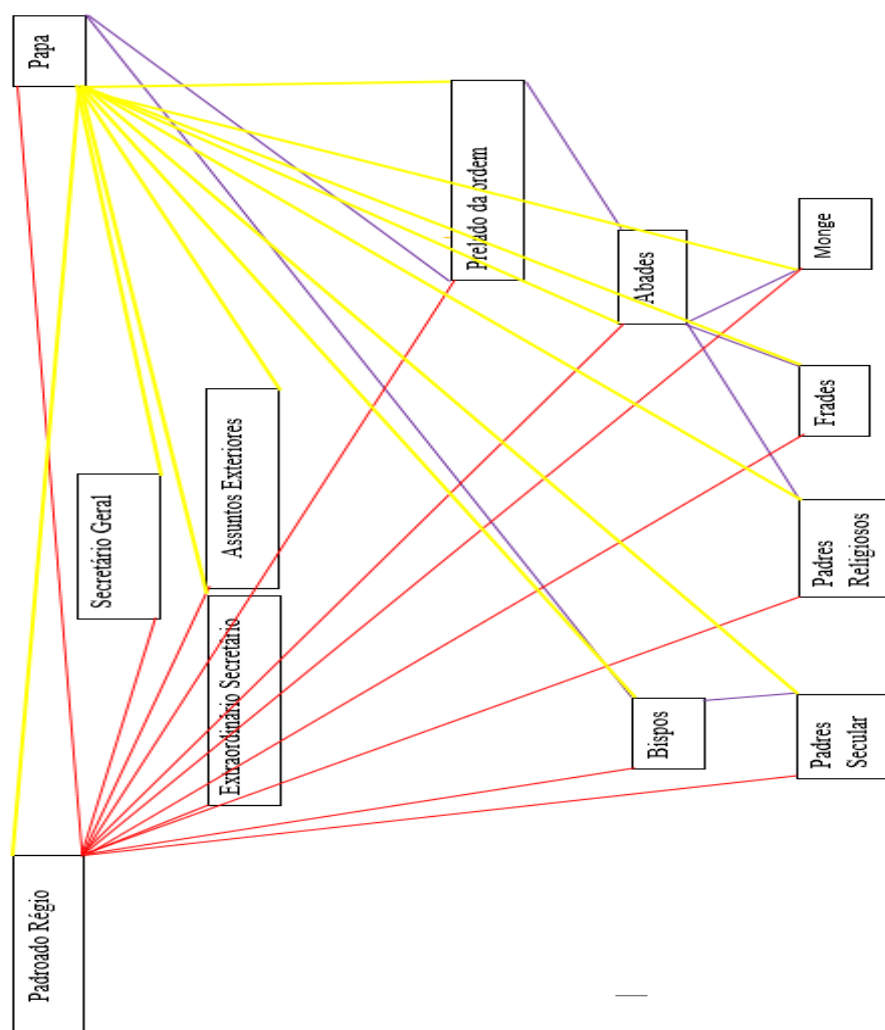 Padroado Régio
Papa
Secretário Geral
Extraordinário Secretário
Assuntos Exteriores
Prelado da ordem
Bispos
Abades
Padres
Secular
Padres
Religiosos
Frades
Monge